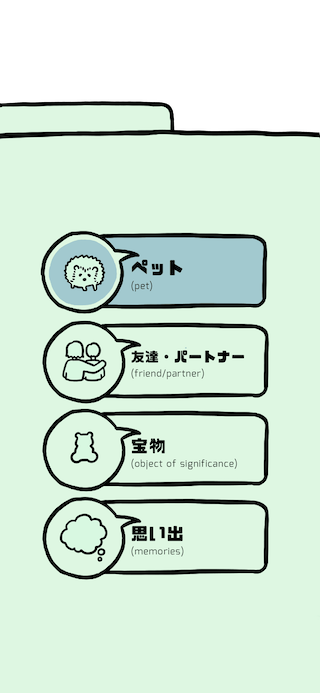 ペット
(pet)
友達・パートナー
(friend/partner)
宝物
(object of significance)
思い出
(memories)